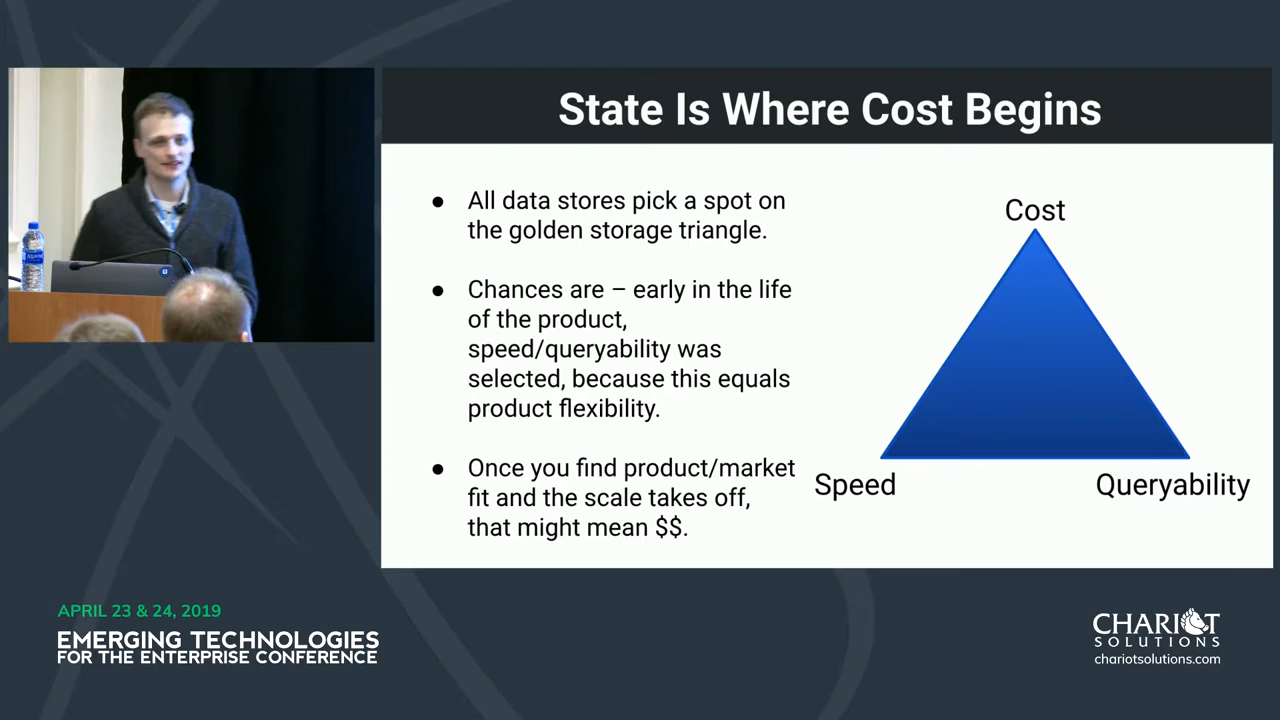 State Is Where Cost Begins
● All data stores pick a spot on
the golden storage triangle.
● Chances are – early in the life
of the product,
speed/queryability was
selected, because this equals
product flexibility.
● Once you find product/market
fit and the scale takes off,
that might mean $$.
Cost
Speed
Queryability
APRIL 23 & 24, 2019
EMERGING TECHNOLOGIES
FOR THE ENTERPRISE CONFERENCE
CHARIOT
SOLUTIONS
chariotsolutions.com